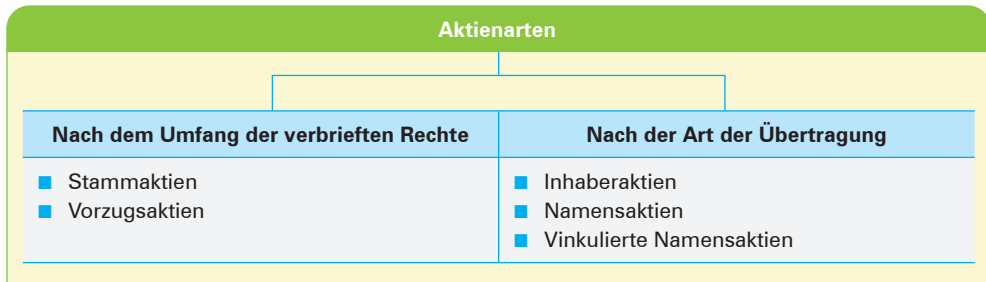 Aktienarten
Nach dem Umfang der verbrieften Rechte
Stammaktien
Vorzugsaktien
Nach der Art der Übertragung
Inhaberaktien
Namensaktien
Vinkulierte Namensaktien